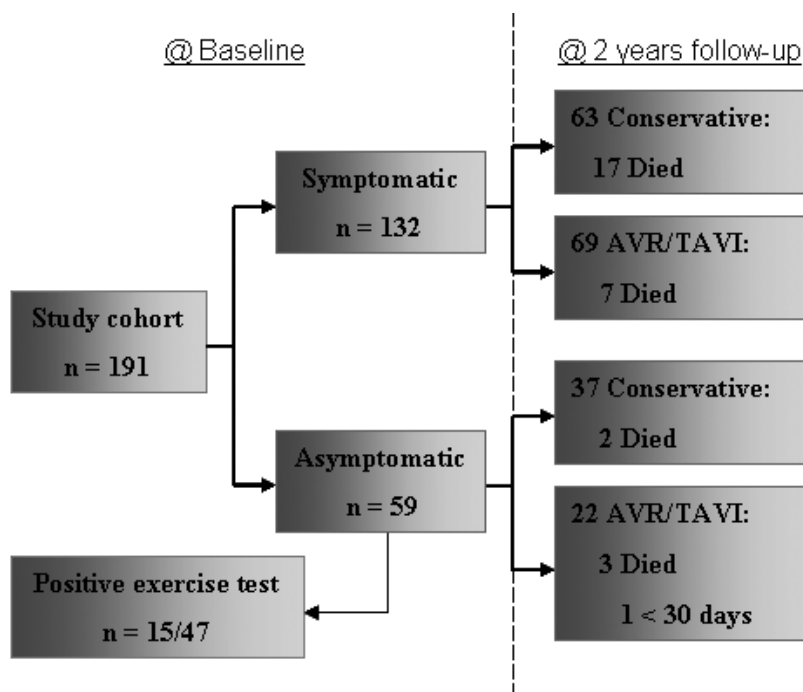 @ Baseline
@ 2 years follow-up
Study cohort
n = 191
Symptomatic
n = 132
63 Conservative:
17 Died
69 AVR/TAVI:
7 Died
Asymptomatic
n = 59
37 Conservative:
2 Died
22 AVR/TAVI:
3 Died
1 < 30 days
Positive exercise test
n = 15/47